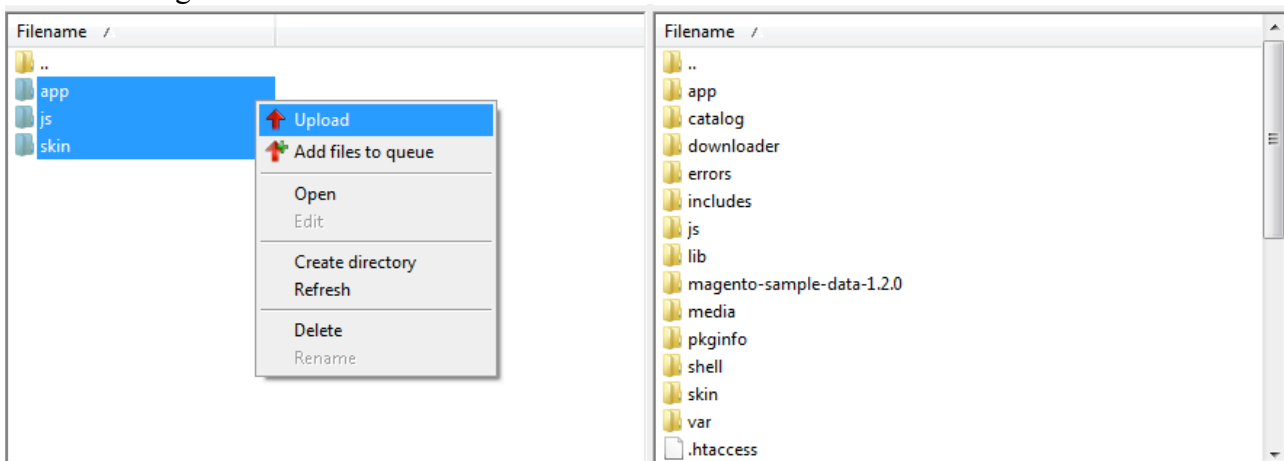 Filename
..
app
js
skin
Upload
Add files to queue
Open
Edit
Create directory
Refresh
Delete
Rename
Filename
..
app
catalog
downloader
errors
includes
js
lib
magento-sample-data-1.2.0
media
pkginfo
shell
skin
var
.htaccess